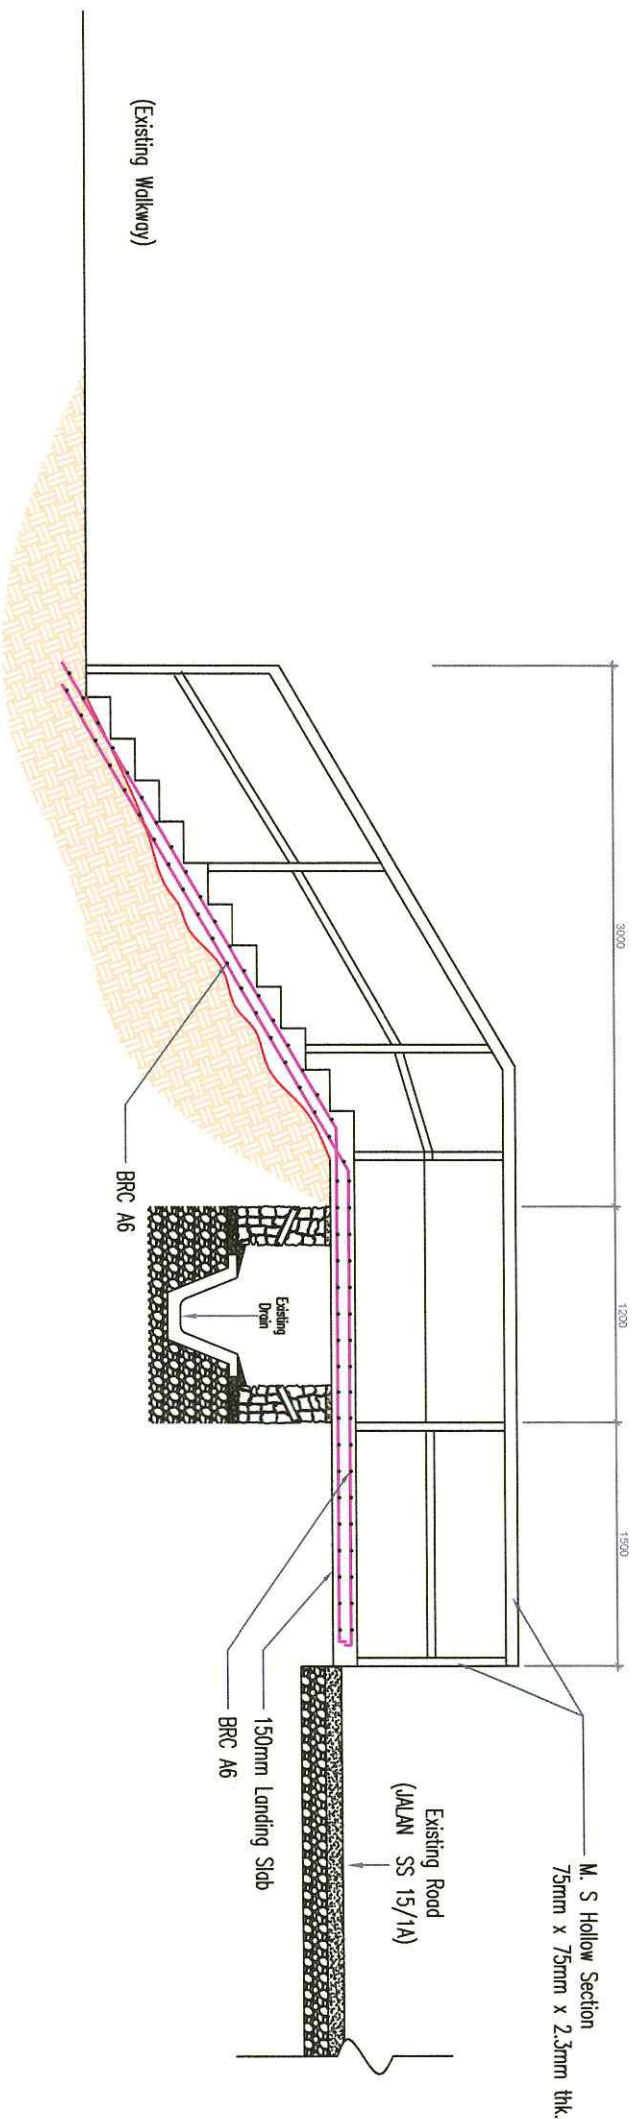 (Existing Walkway)
3000
1200
1500
M. S Hollow Section
75mm x 75mm x 2.3mm thk.
BRC A6
Existing
Drain
Existing Road
(JALAN SS 15/1A)
150mm Landing Slab
BRC A6